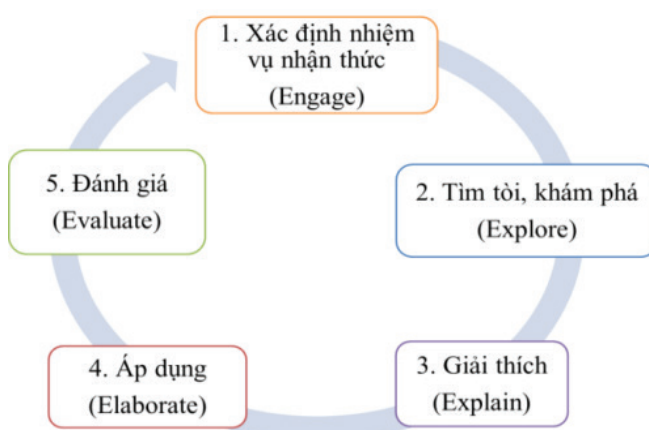 1. Xác định nhiệm
vụ nhận thức
(Engage)
2. Tìm tòi, khám phá
(Explore)
3. Giải thích
(Explain)
4. Áp dụng
(Elaborate)
5. Đánh giá
(Evaluate)